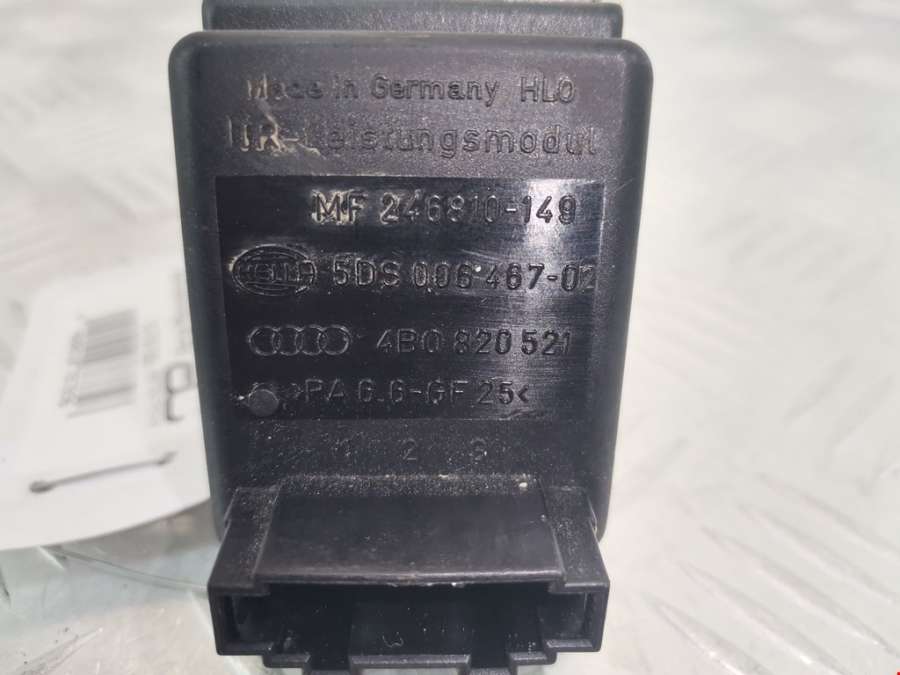 Made in Germany HLO
-Leistungsmodul
MF 246810-149
HELLA 5DS 006 467-02
4B0 820 521
>PA 6.6-GF 25<
1 2 3